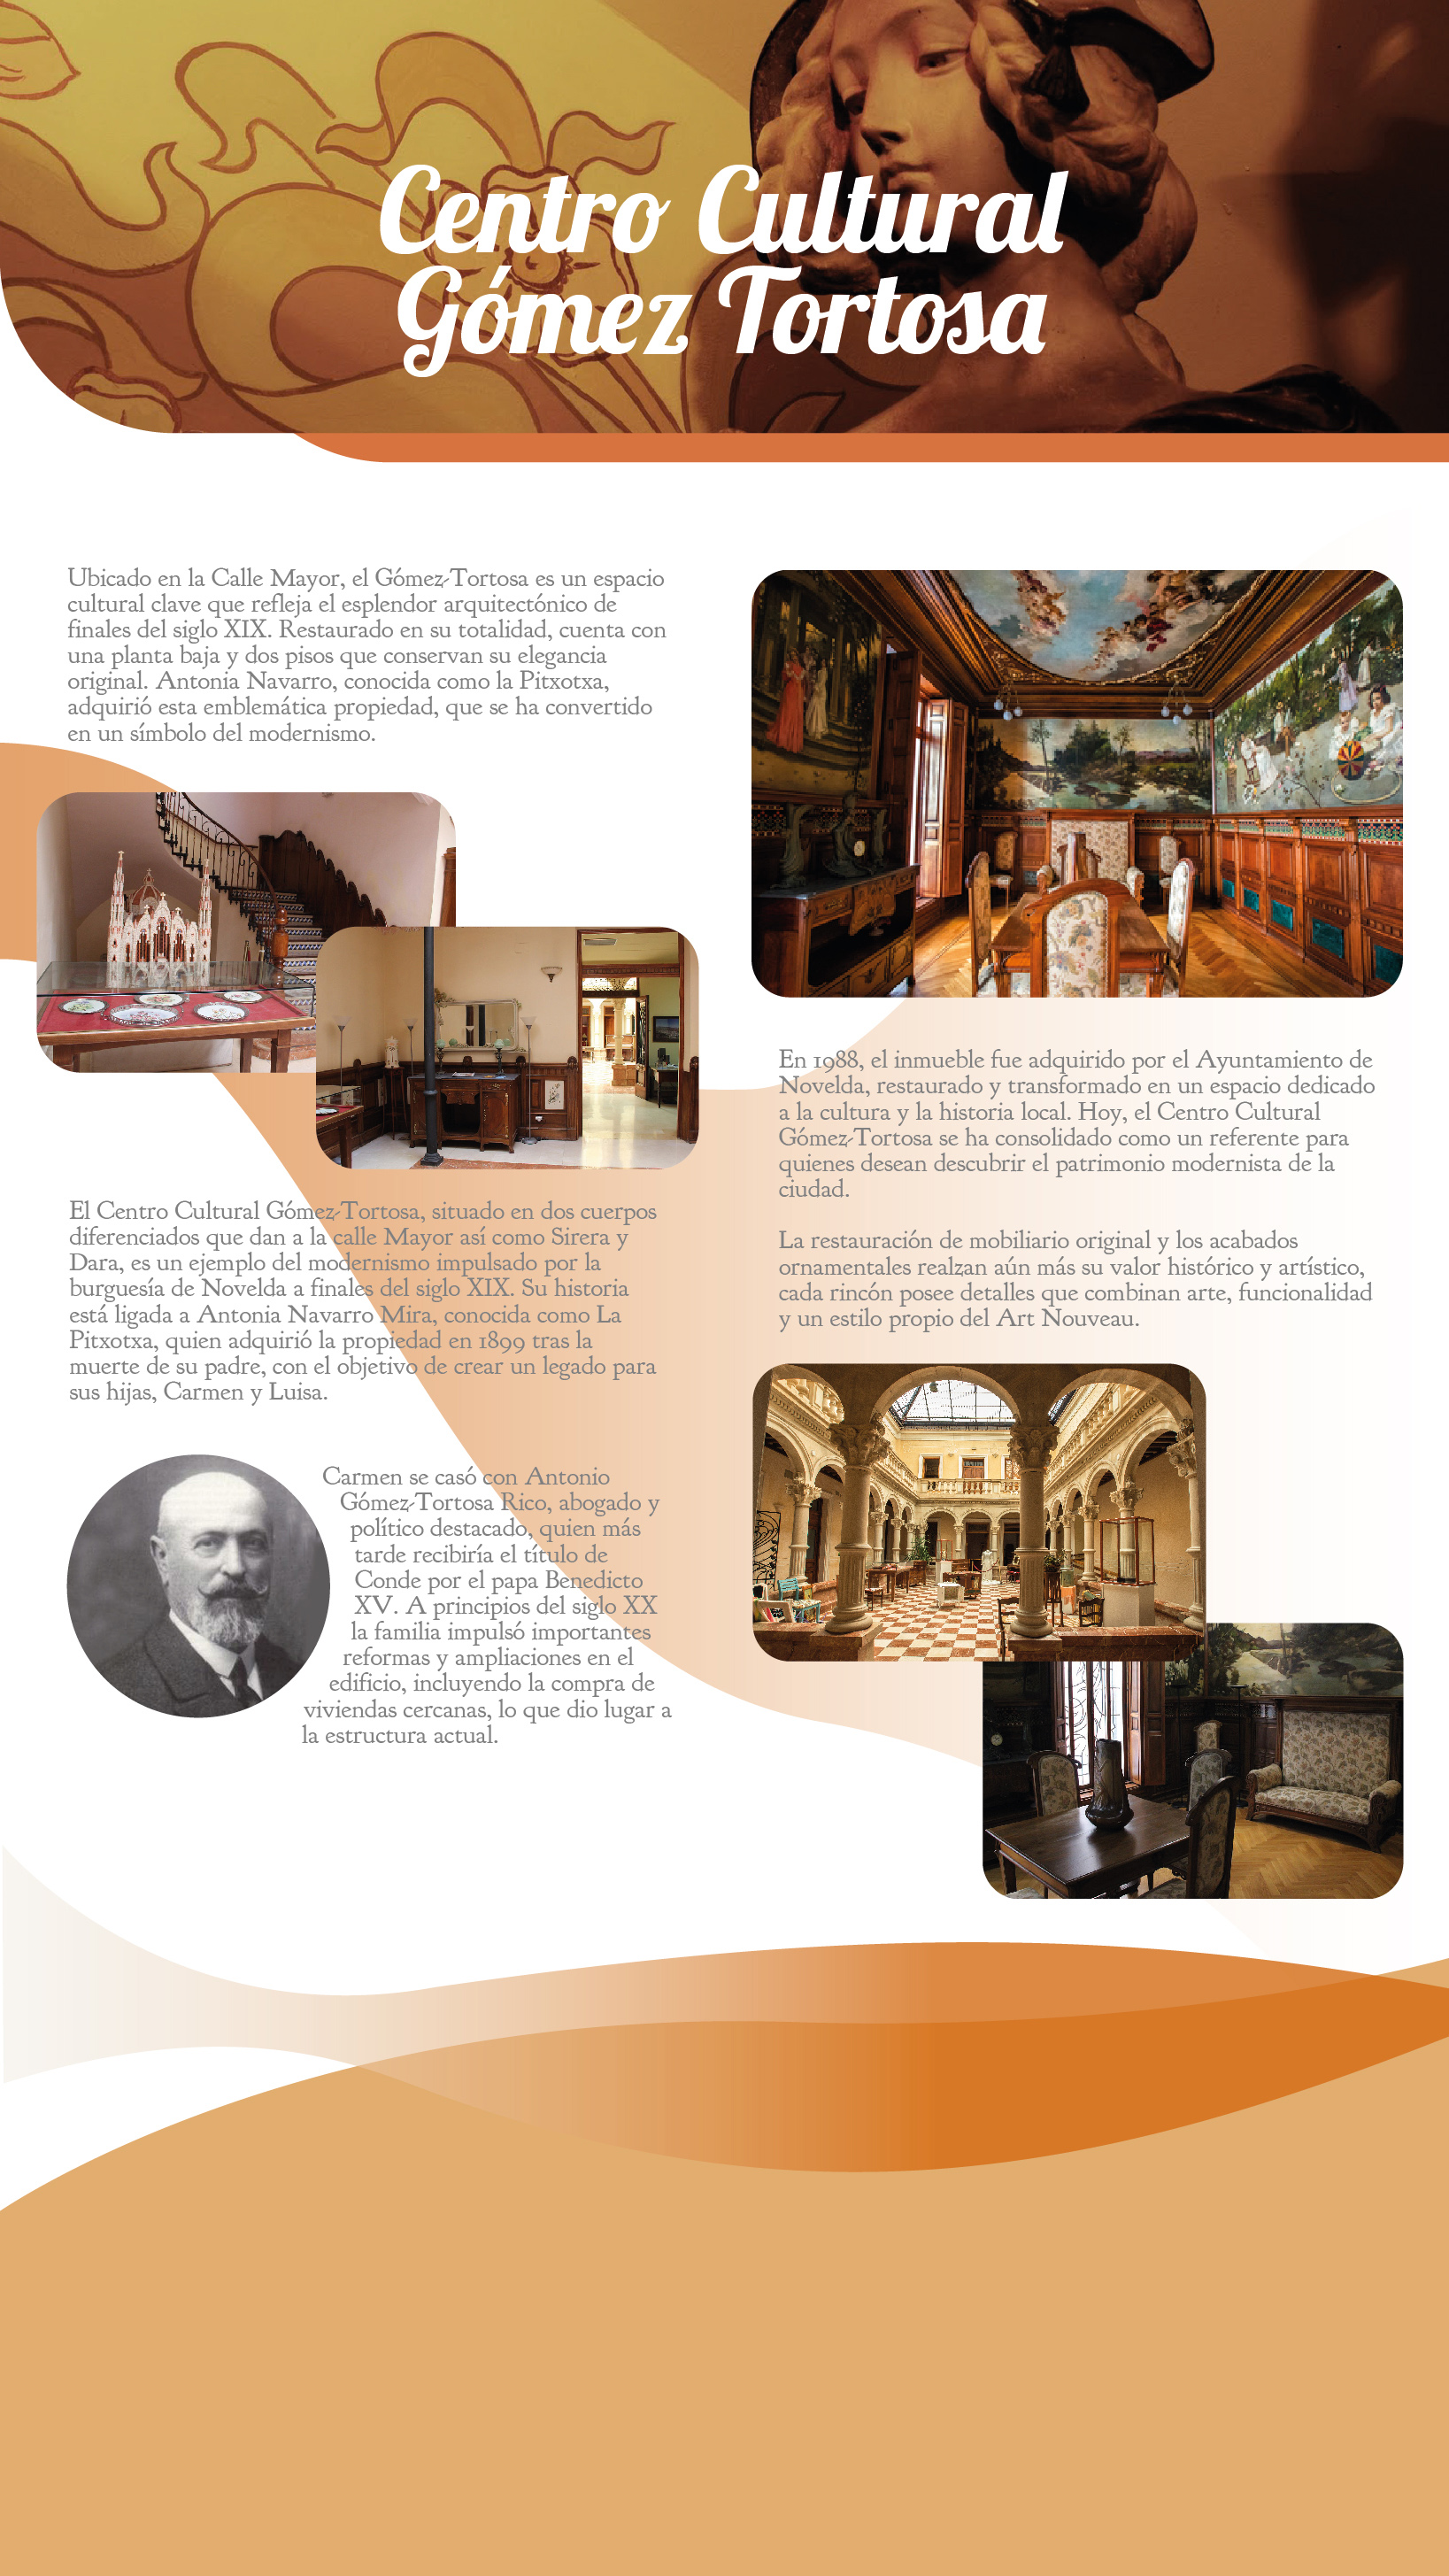 Centro Cultural
Gómez Tortosa
Ubicado en la Calle Mayor, el Gómez-Tortosa es un espacio
cultural clave que refleja el esplendor arquitectónico de
finales del siglo XIX. Restaurado en su totalidad, cuenta con
una planta baja y dos pisos que conservan su elegancia
original. Antonia Navarro, conocida como la Pitxotxa,
adquirió esta emblemática propiedad, que se ha convertido
en un símbolo del modernismo.
El Centro Cultural Gómez-Tortosa, situado en dos cuerpos
diferenciados que dan a la calle Mayor así como Sirera y
Dara, es un ejemplo del modernismo impulsado por la
burguesía de Novelda a finales del siglo XIX. Su historia
está ligada a Antonia Navarro Mira, conocida como La
Pitxotxa, quien adquirió la propiedad en 1899 tras la
muerte de su padre, con el objetivo de crear un legado para
sus hijas, Carmen y Luisa.
Carmen se casó con Antonio
Gómez-Tortosa Rico, abogado y
político destacado, quien más
tarde recibiría el título de
Conde por el papa Benedicto
XV. A principios del siglo XX
la familia impulsó importantes
reformas y ampliaciones en el
edificio, incluyendo la compra de
viviendas cercanas, lo que dio lugar a
la estructura actual.
En 1988, el inmueble fue adquirido por el Ayuntamiento de
Novelda, restaurado y transformado en un espacio dedicado
a la cultura y la historia local. Hoy, el Centro Cultural
Gómez-Tortosa se ha consolidado como un referente para
quienes desean descubrir el patrimonio modernista de la
ciudad.
La restauración de mobiliario original y los acabados
ornamentales realzan aún más su valor histórico y artístico,
cada rincón posee detalles que combinan arte, funcionalidad
y un estilo propio del Art Nouveau.